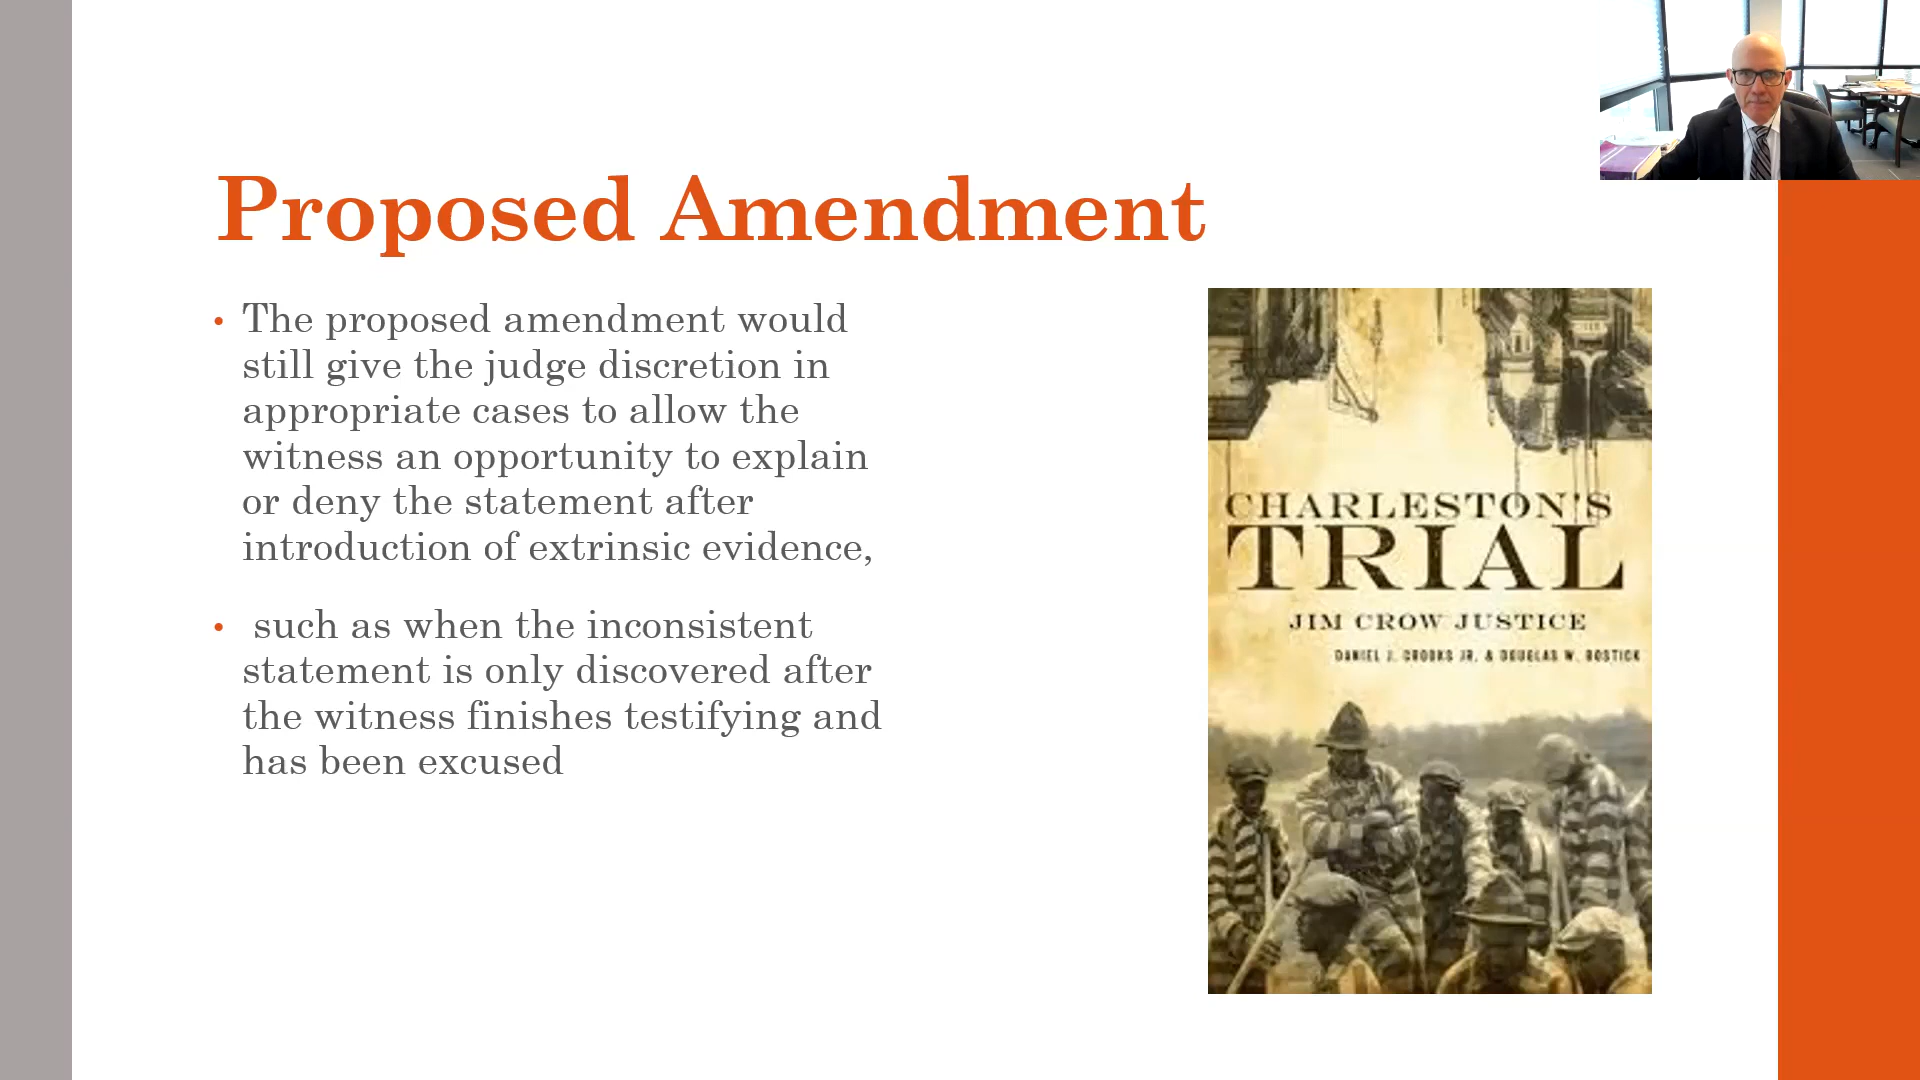 Proposed Amendment
• The proposed amendment would
still give the judge discretion in
appropriate cases to allow the
witness an opportunity to explain
or deny the statement after
introduction of extrinsic evidence,
• such as when the inconsistent
statement is only discovered after
the witness finishes testifying and
has been excused
CHARLESTON'S
TRIAL
JIM CROW JUSTICE
DANIEL J. CROOKS JR. & DOUGLAS W. BOSTICK